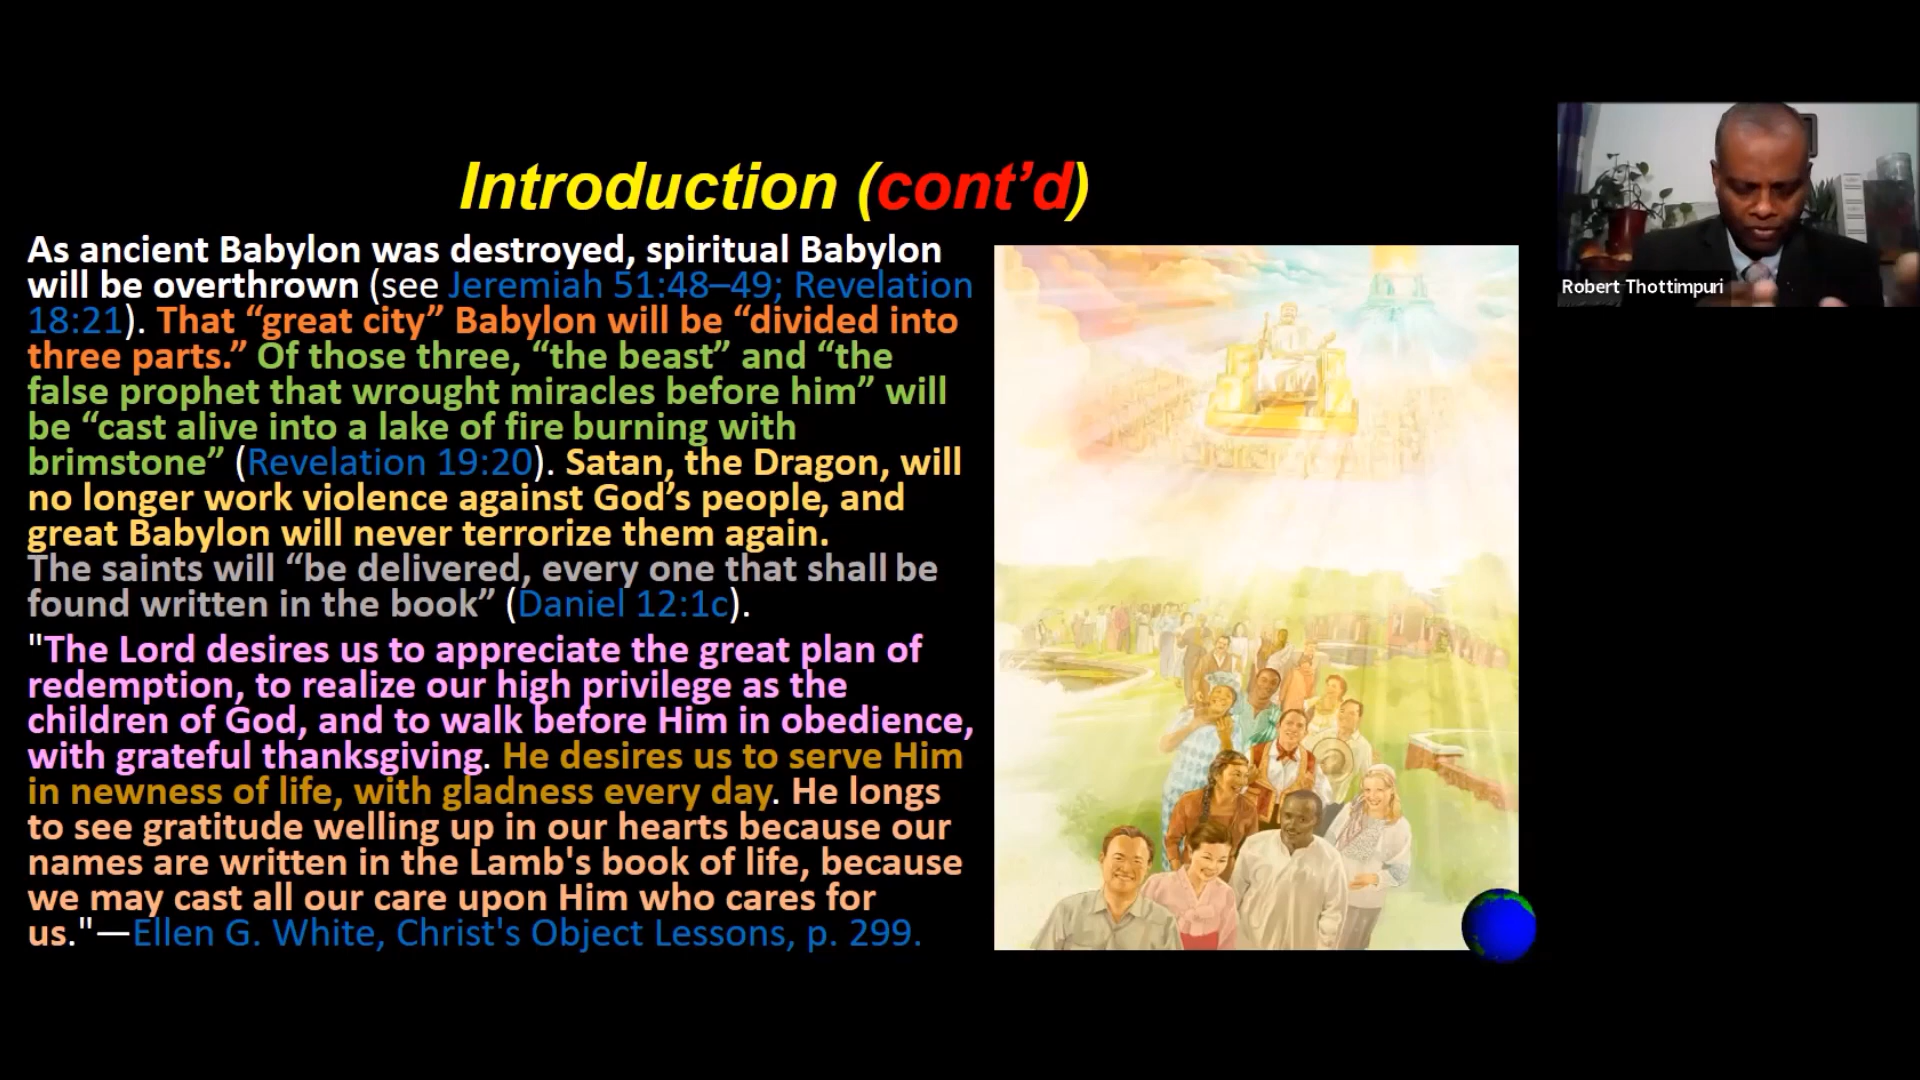 Introduction (cont’d)
As ancient Babylon was destroyed, spiritual Babylon
will be overthrown (see Jeremiah 51:48–49; Revelation
18:21). That “great city” Babylon will be “divided into
three parts.” Of those three, “the beast” and “the
false prophet that wrought miracles before him” will
be “cast alive into a lake of fire burning with
brimstone” (Revelation 19:20). Satan, the Dragon, will
no longer work violence against God’s people, and
great Babylon will never terrorize them again.
The saints will “be delivered, every one that shall be
found written in the book” (Daniel 12:1c).
"The Lord desires us to appreciate the great plan of
redemption, to realize our high privilege as the
children of God, and to walk before Him in obedience,
with grateful thanksgiving. He desires us to serve Him
in newness of life, with gladness every day. He longs
to see gratitude welling up in our hearts because our
names are written in the Lamb's book of life, because
we may cast all our care upon Him who cares for
us."—Ellen G. White, Christ's Object Lessons, p. 299.
Robert Thottimpuri